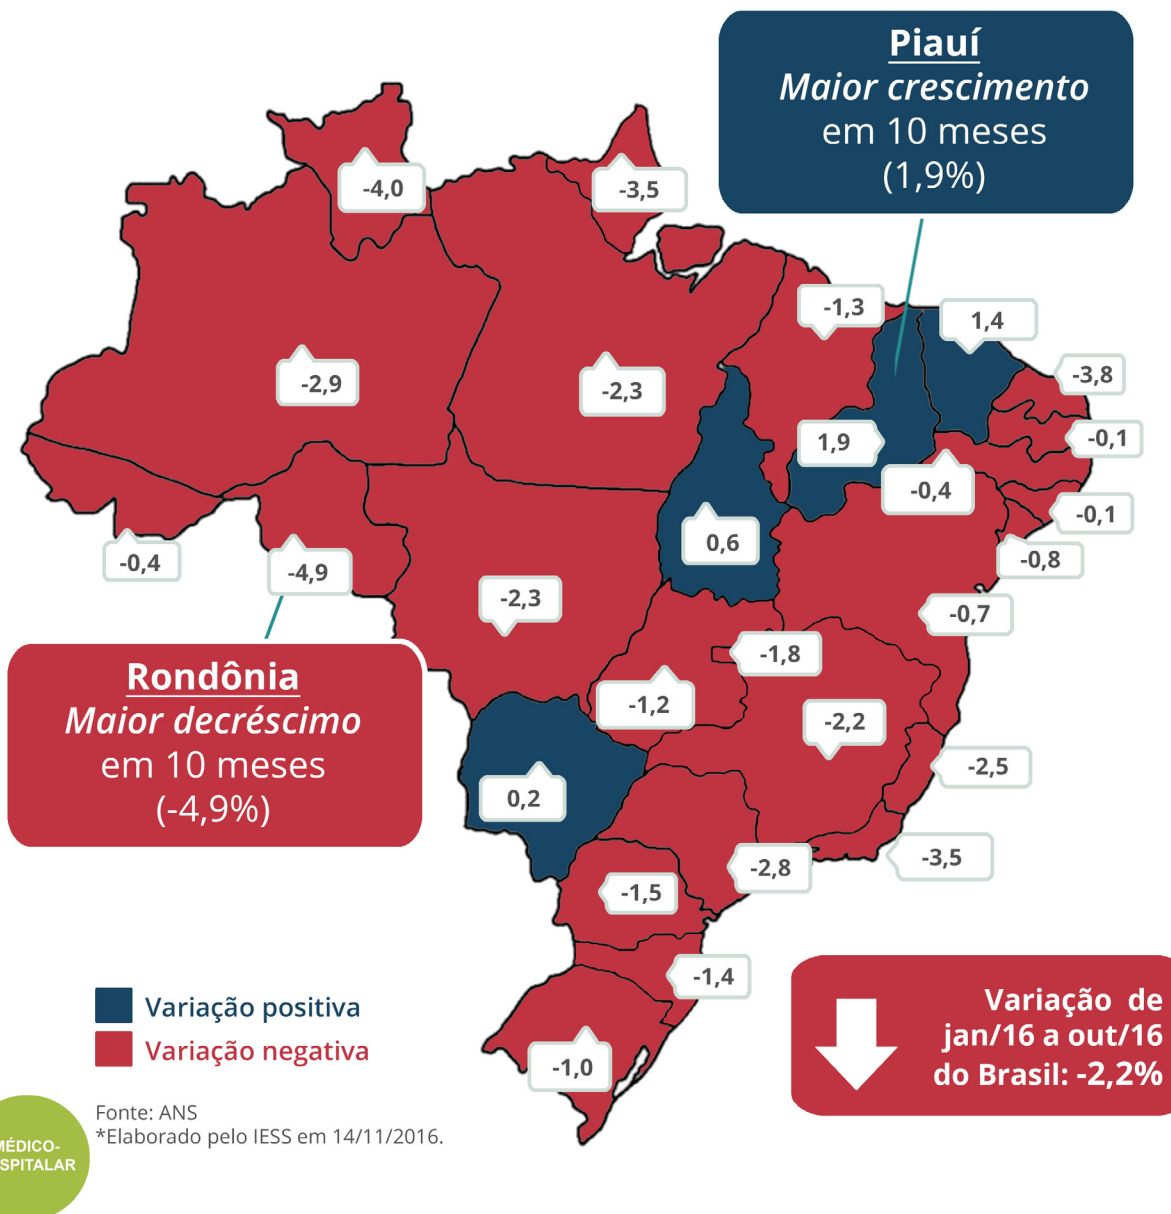 Piauí
Maior crescimento
em 10 meses
(1,9%)
-4,0
-3,5
-1,3
1,4
-3,8
-2,9
-2,3
1,9
-0,1
-0,4
-0,1
0,6
-0,8
-0,4
-4,9
-2,3
-0,7
-1,8
Rondônia
Maior decréscimo
em 10 meses
(-4,9%)
-1,2
-2,2
-2,5
0,2
-3,5
-2,8
-1,5
-1,4
-1,0
Variação positiva
Variação negativa
Variação de
jan/16 a out/16
do Brasil: -2,2%
Fonte: ANS
*Elaborado pelo IESS em 14/11/2016.
MÉDICO-
SPITALAR